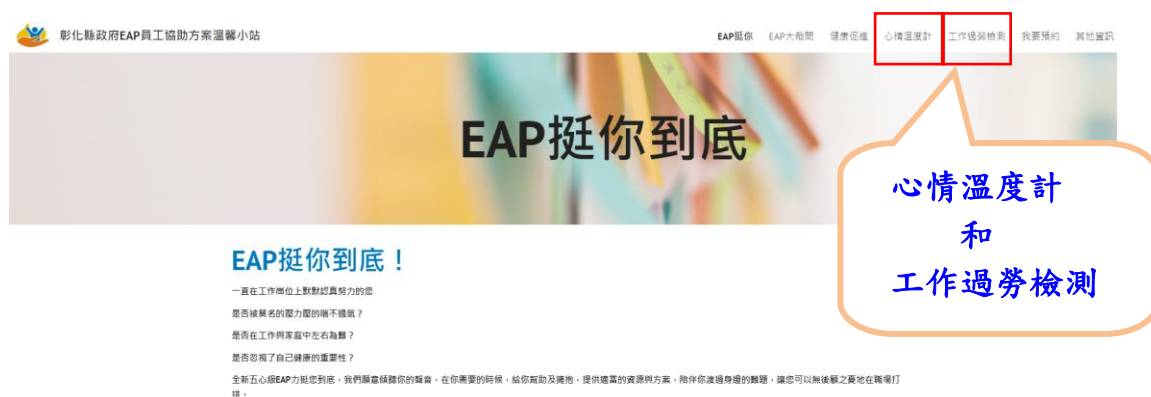 彰化縣政府EAP員工協助方案溫馨小站
EAP挺你 EAP大哉問 健康促進 心情溫度計 工作過勞檢測 我要預約 其他資訊
EAP挺你到底
心情溫度計
和
工作過勞檢測
EAP挺你到底！
一直在工作崗位上默默認真努力的您
是否被莫名的壓力壓的喘不過氣？
是否在工作與家庭中左右為難？
是否忽視了自己健康的重要性？
全新五心級EAP力挺您到底，我們願意傾聽你的聲音，在你需要的時候，給你幫助及擁抱，提供適富的資源與方案，陪伴你渡過身邊的難題，讓您可以無後顧之憂地在職場打
拼。